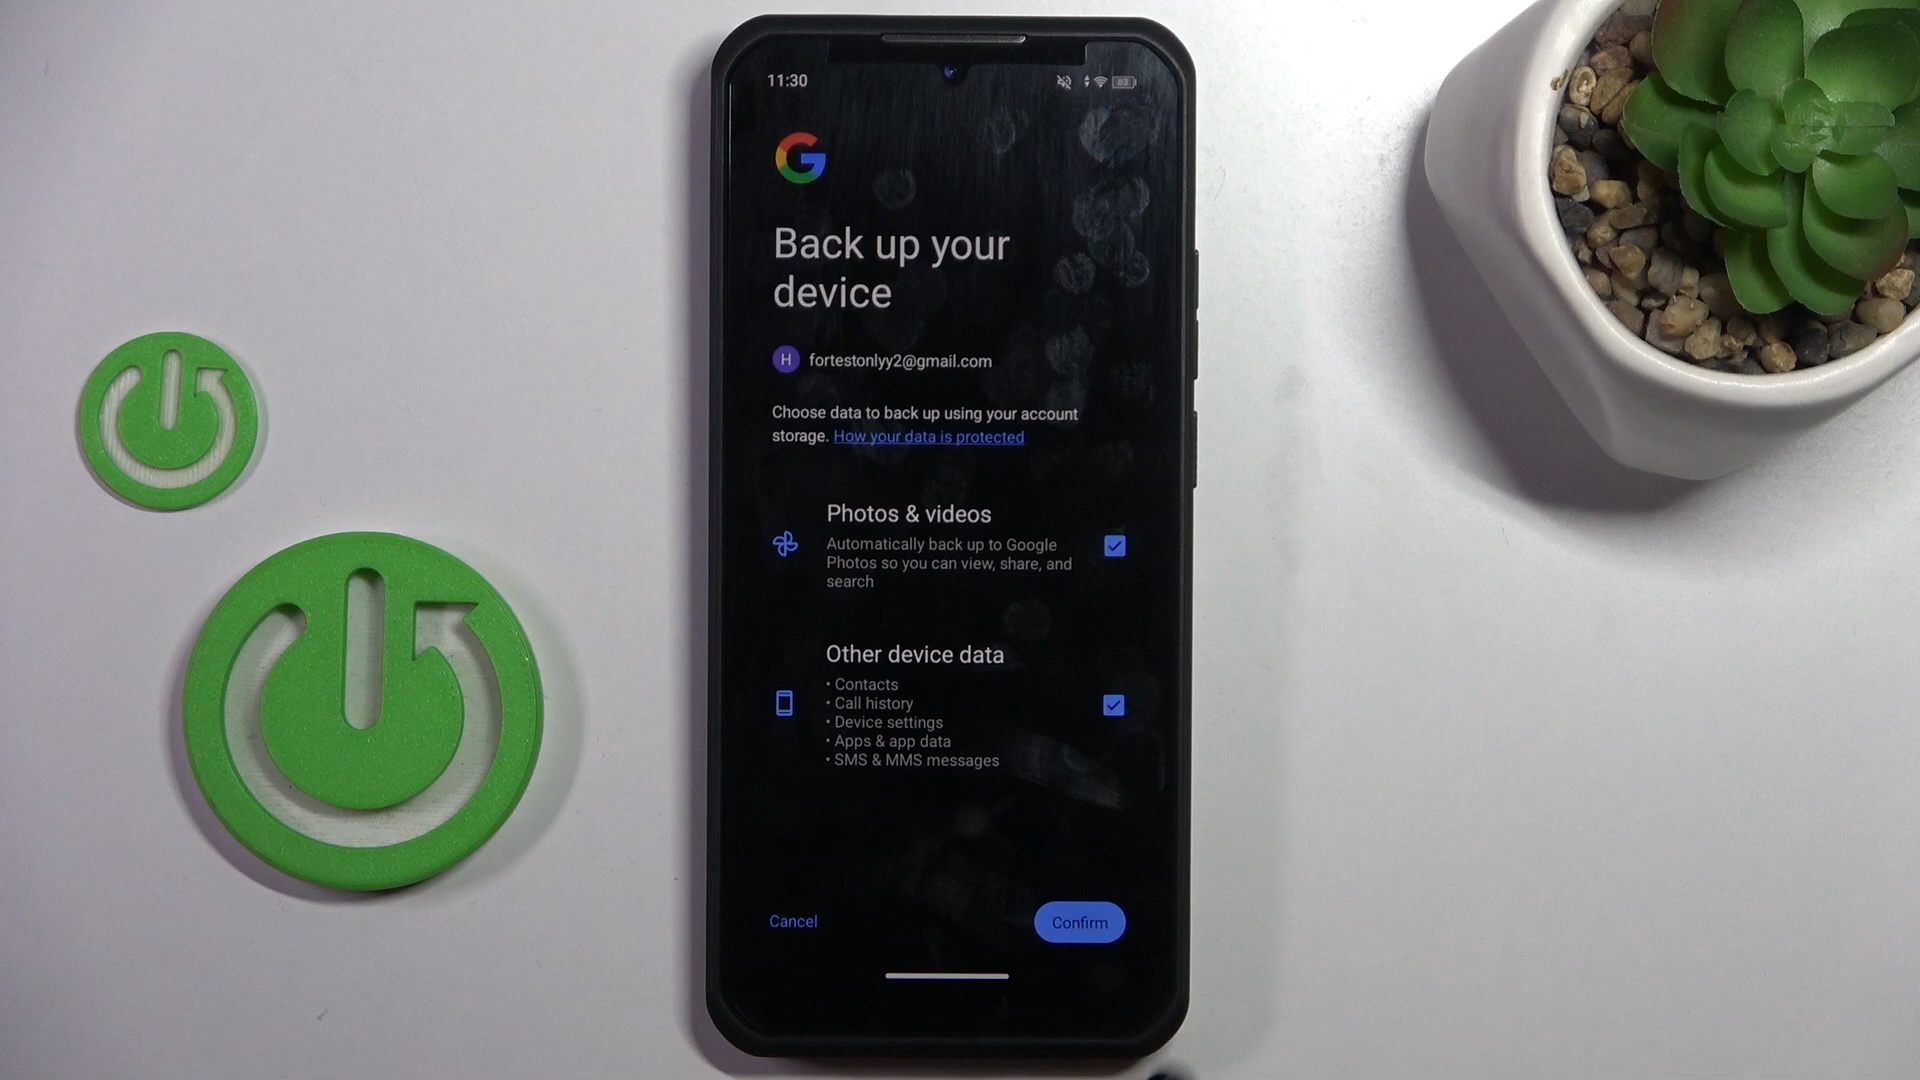 11:30
83
G
Back up your
device
H fortestonlyy2@gmail.com
Choose data to back up using your account
storage. How your data is protected
Photos & videos
Automatically back up to Google
Photos so you can view, share, and
search
Other device data
• Contacts
• Call history
• Device settings
• Apps & app data
• SMS & MMS messages
Cancel
Confirm